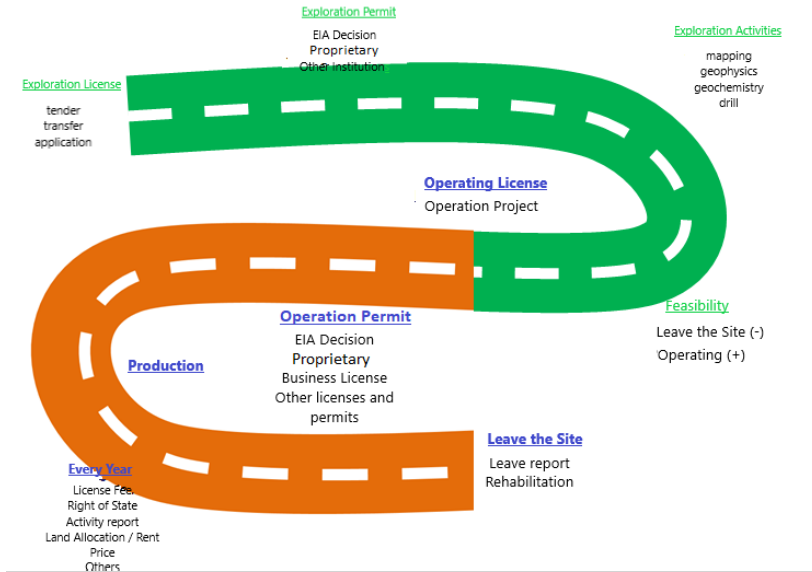 Exploration Permit
EIA Decision
Proprietary
Other institution
Exploration Activities
mapping
geophysics
geochemistry
drill
Exploration License
tender
transfer
application
Operating License
Operation Project
Feasibility
Leave the Site (-)
Operating (+)
Operation Permit
EIA Decision
Proprietary
Business License
Other licenses and
permits
Production
Every Year
License Fee
Right of State
Activity report
Land Allocation / Rent
Price
Others
Leave the Site
Leave report
Rehabilitation